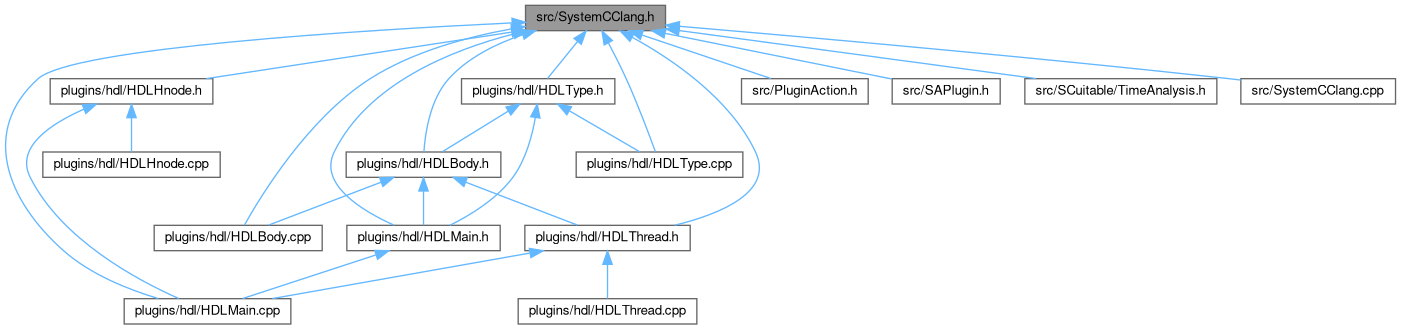 src/SystemCClang.h
plugins/hdl/HDLHnode.h
plugins/hdl/HDLType.h
src/PluginAction.h
src/SAPlugin.h
src/SCuitable/TimeAnalysis.h
src/SystemCClang.cpp
plugins/hdl/HDLHnode.cpp
plugins/hdl/HDLBody.h
plugins/hdl/HDLType.cpp
plugins/hdl/HDLBody.cpp
plugins/hdl/HDLMain.h
plugins/hdl/HDLThread.h
plugins/hdl/HDLMain.cpp
plugins/hdl/HDLThread.cpp